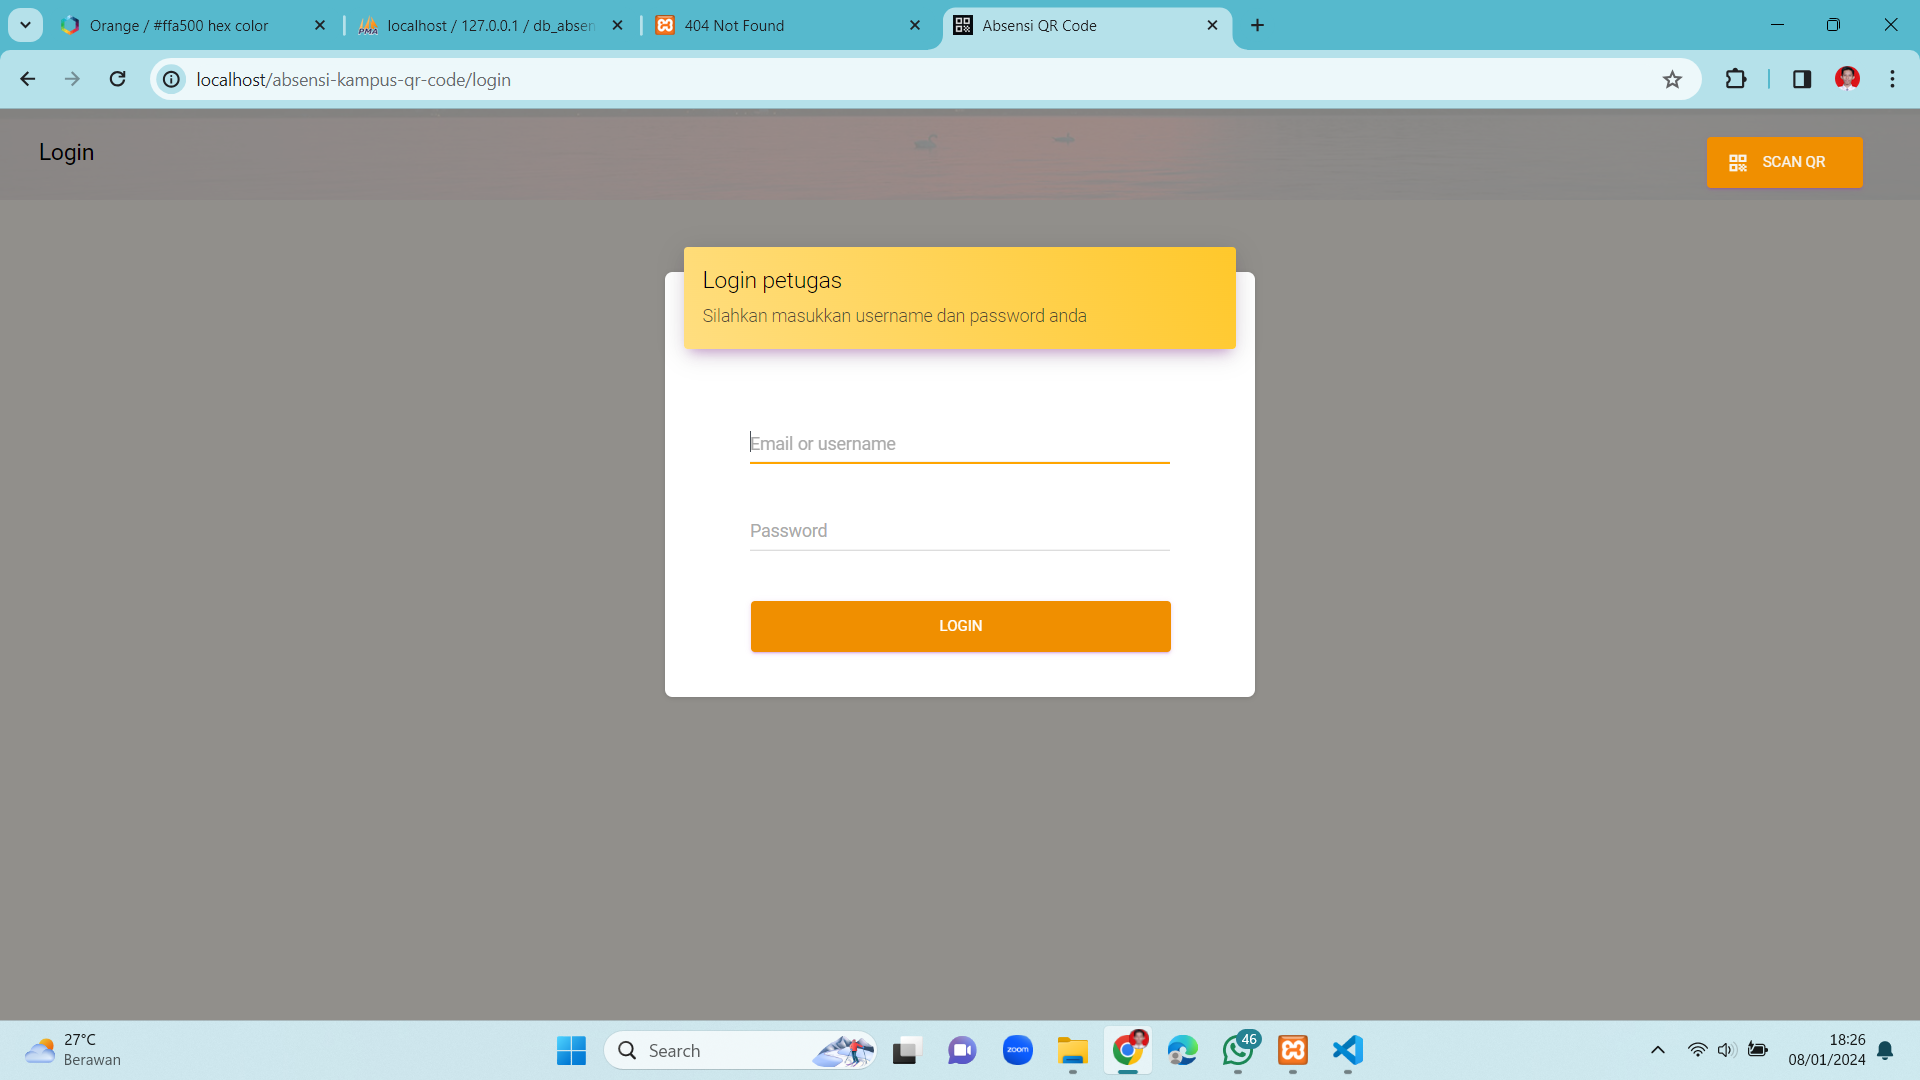 Orange / #ffa500 hex color
localhost / 127.0.0.1 / db_absen
404 Not Found
Absensi QR Code
localhost/absensi-kampus-qr-code/login
Login
SCAN QR
Login petugas
Silahkan masukkan username dan password anda
Email or username
Password
LOGIN
27°C
Berawan
Search
zoom
46
18:26
08/01/2024